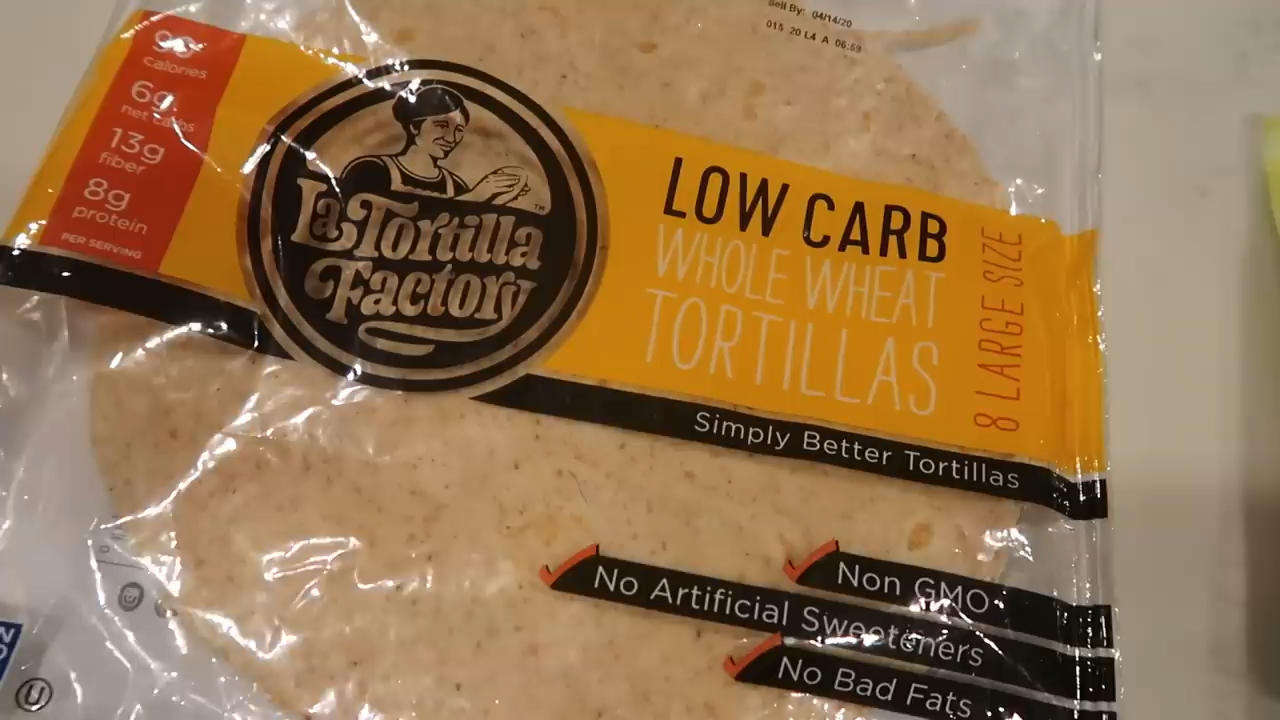 Sell By: 04/14/20
015 20 L4 A 06:59
90
calories
6g
net carbs
13g
fiber
8g
protein
PER SERVING
La Tortilla
Factory
TM
LOW CARB
WHOLE WHEAT
TORTILLAS
8 LARGE SIZE
Simply Better Tortillas
Non GMO
No Artificial Sweeteners
No Bad Fats
U